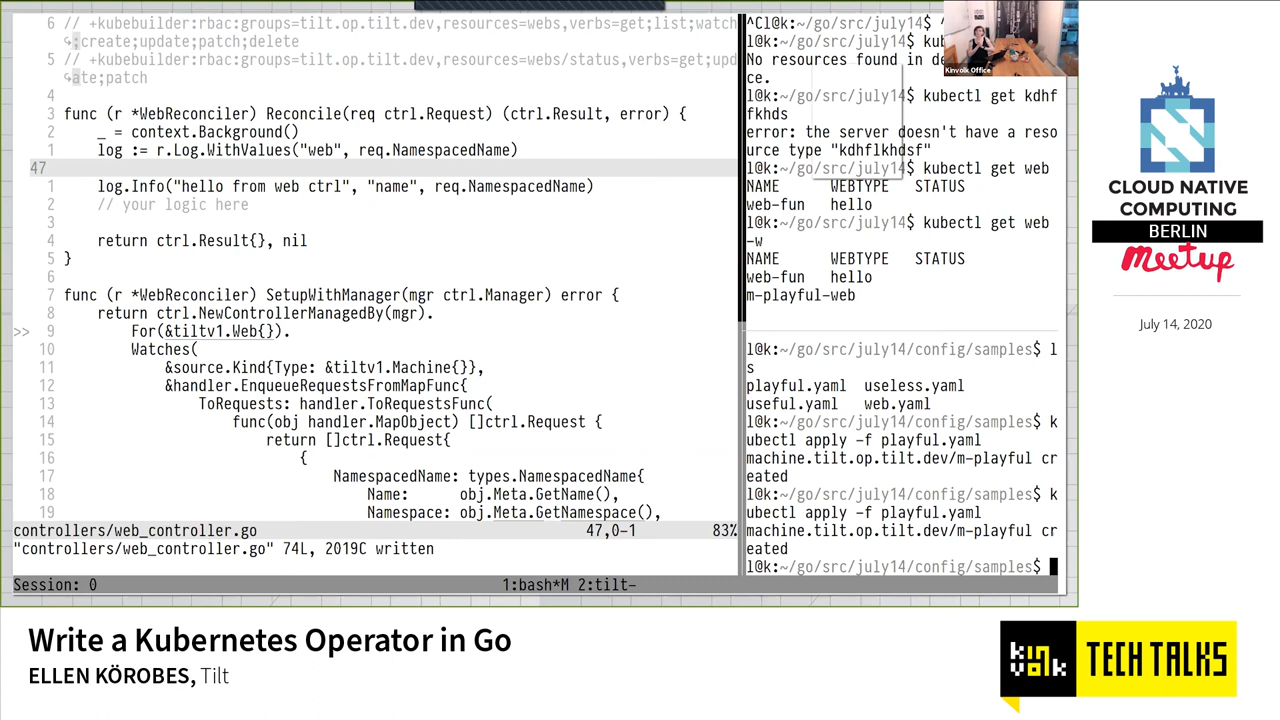 6 // +kubebuilder:rbac:groups=tilt.op.tilt.dev,resources=webs,verbs=get;list;watch
↪;create;update;patch;delete
5 // +kubebuilder:rbac:groups=tilt.op.tilt.dev,resources=webs/status,verbs=get;upd
↪ate;patch
4
3 func (r *WebReconciler) Reconcile(req ctrl.Request) (ctrl.Result, error) {
2 _ = context.Background()
1 log := r.Log.WithValues("web", req.NamespacedName)
47
1 log.Info("hello from web ctrl", "name", req.NamespacedName)
2 // your logic here
3
4 return ctrl.Result{}, nil
5 }
6
7 func (r *WebReconciler) SetupWithManager(mgr ctrl.Manager) error {
8 return ctrl.NewControllerManagedBy(mgr).
>> 9 For(&tiltv1.Web{}).
10 Watches(
11 &source.Kind{Type: &tiltv1.Machine{}},
12 &handler.EnqueueRequestsFromMapFunc{
13 ToRequests: handler.ToRequestsFunc(
14 func(obj handler.MapObject) []ctrl.Request {
15 return []ctrl.Request{
16 {
17 NamespacedName: types.NamespacedName{
18 Name: obj.Meta.GetName(),
19 Namespace: obj.Meta.GetNamespace(),
controllers/web_controller.go 47,0-1 83%
"controllers/web_controller.go" 74L, 2019C written
Session: 0 1:bash*M 2:tilt-
^Cl@k:~/go/src/july14$ ^
l@k:~/go/src/july14$ kub
No resources found in de
ce.
l@k:~/go/src/july14$ kubectl get kdhf
fkhds
error: the server doesn't have a reso
urce type "kdhflkhdsf"
l@k:~/go/src/july14$ kubectl get web
NAME WEBTYPE STATUS
web-fun hello
l@k:~/go/src/july14$ kubectl get web
-w
NAME WEBTYPE STATUS
web-fun hello
m-playful-web
l@k:~/go/src/july14/config/samples$ l
s
playful.yaml useless.yaml
useful.yaml web.yaml
l@k:~/go/src/july14/config/samples$ k
ubectl apply -f playful.yaml
machine.tilt.op.tilt.dev/m-playful cr
eated
l@k:~/go/src/july14/config/samples$ k
ubectl apply -f playful.yaml
machine.tilt.op.tilt.dev/m-playful cr
eated
l@k:~/go/src/july14/config/samples$
Kinvolk Office
CLOUD NATIVE
COMPUTING
BERLIN
meetup
July 14, 2020
Write a Kubernetes Operator in Go
ELLEN KÖROBES, Tilt
kinvolk
TECH TALKS